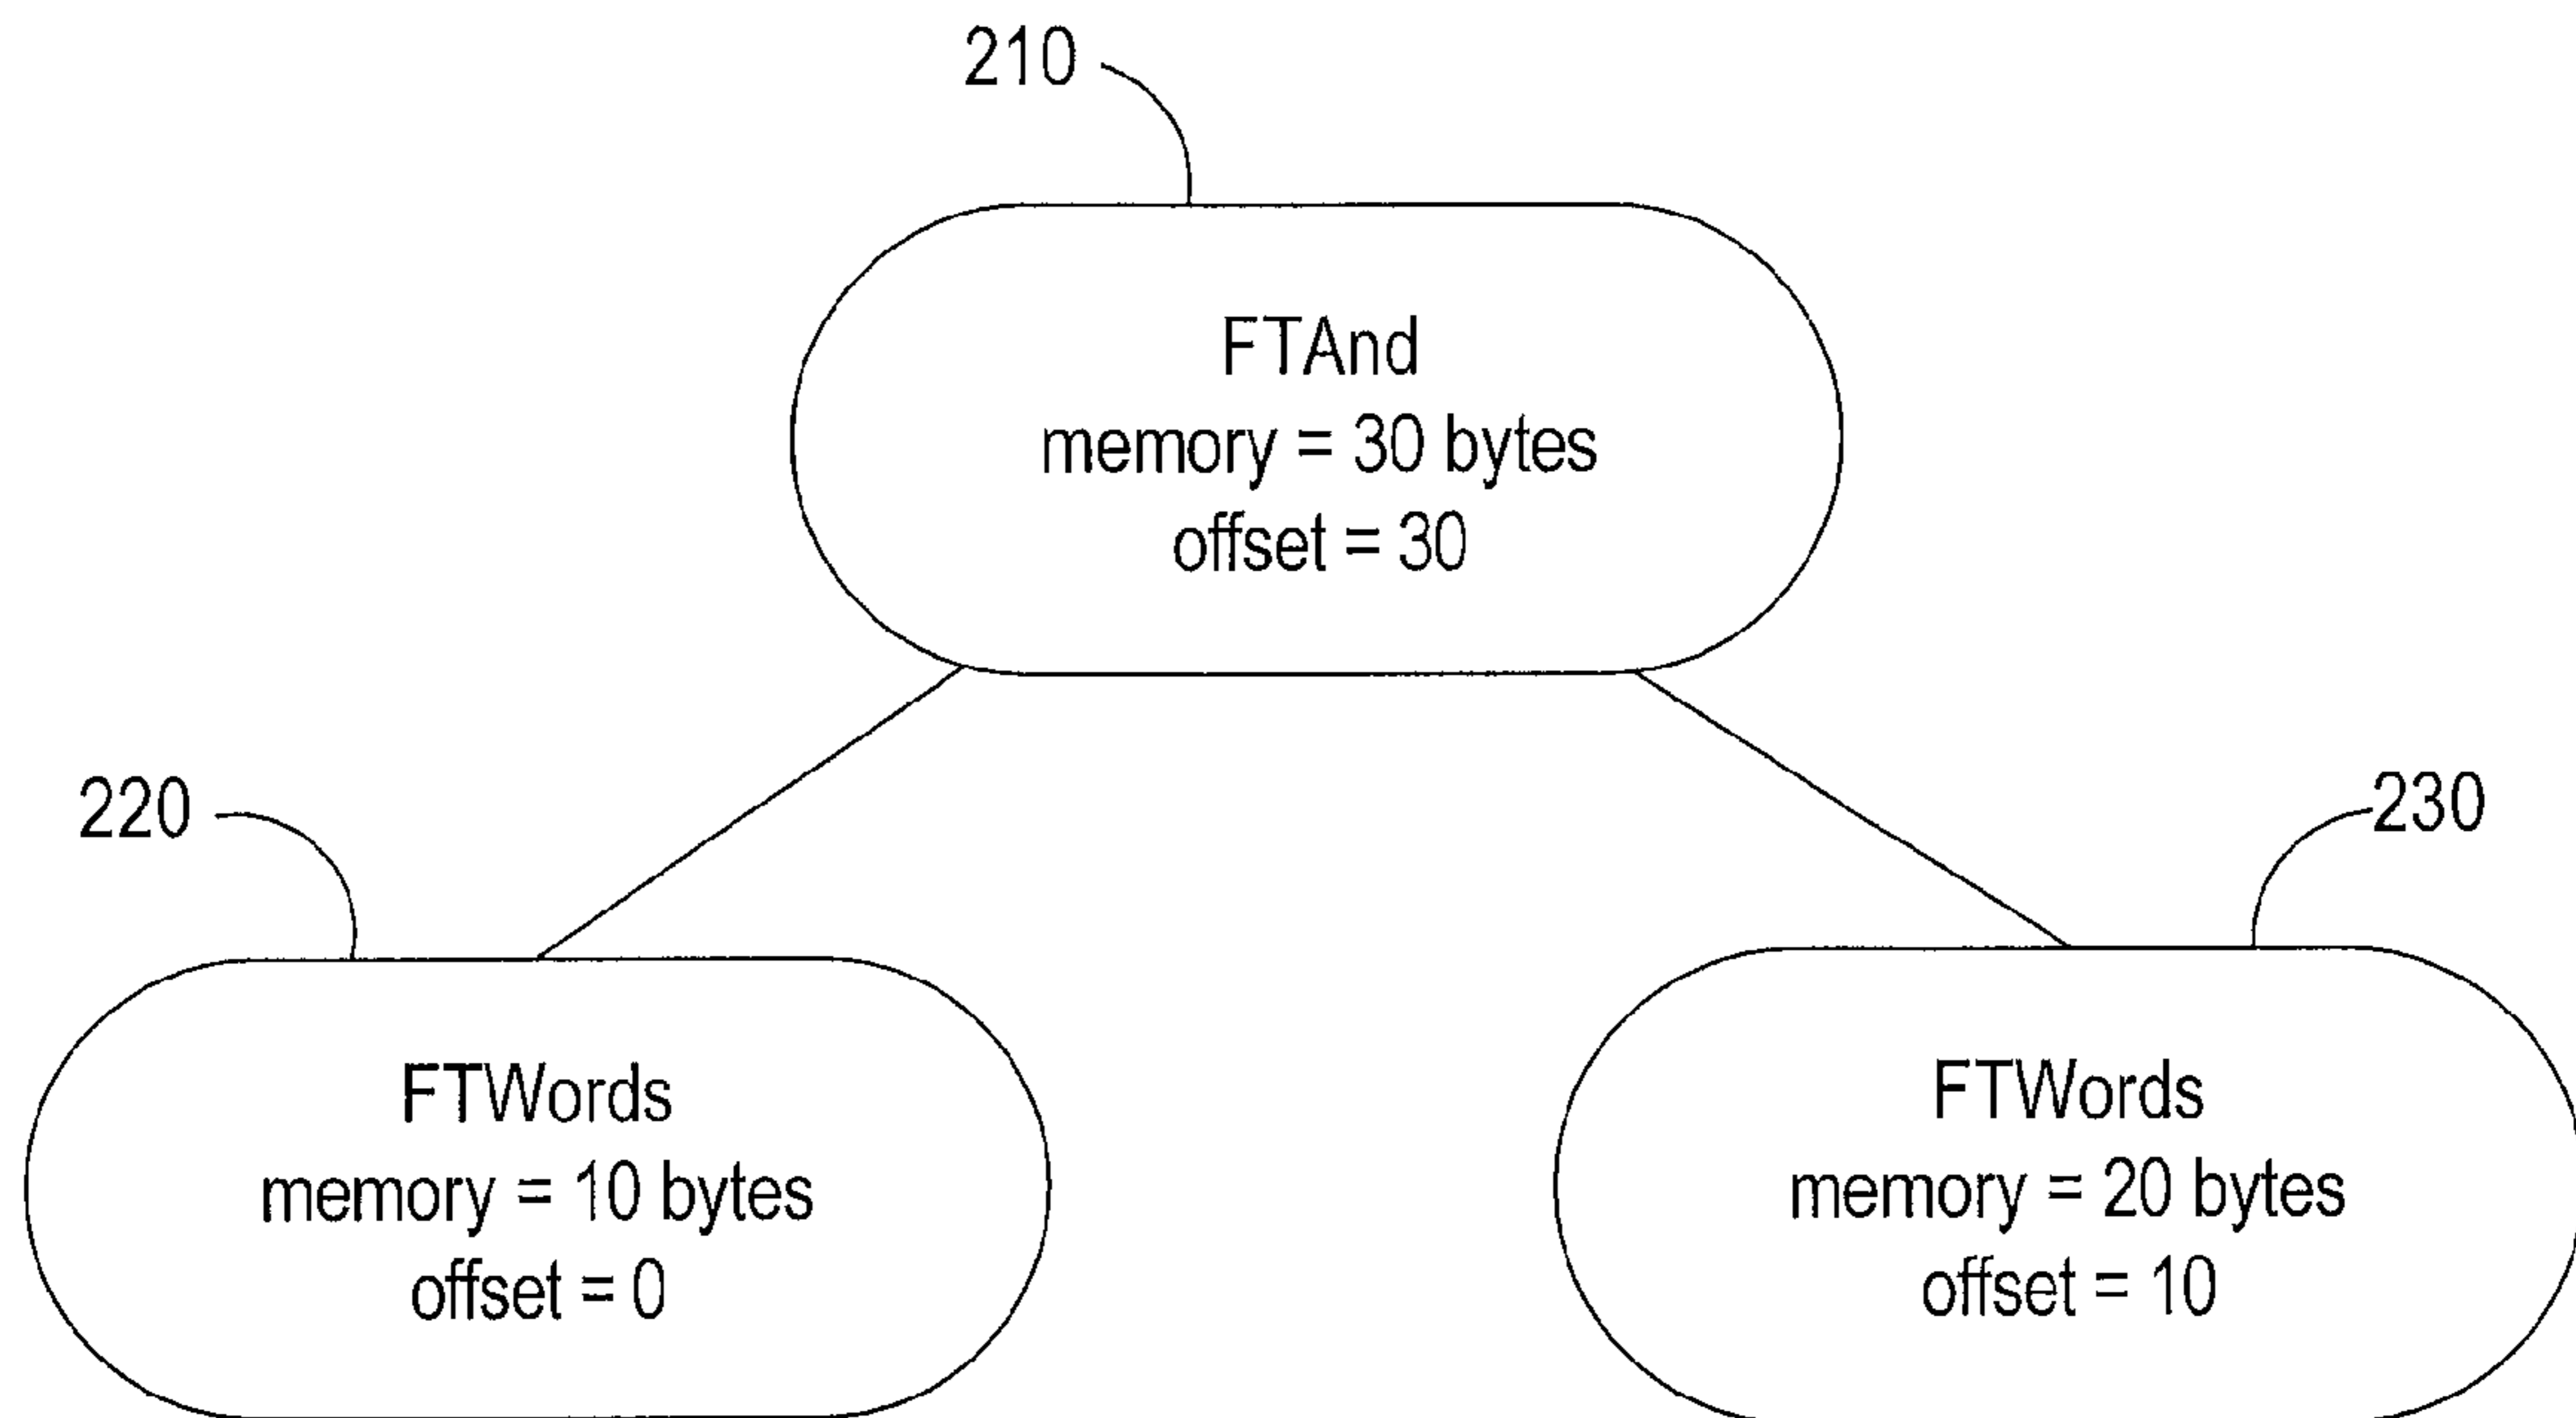 210
FTAnd
memory = 30 bytes
offset = 30
220
230
FTWords
memory = 10 bytes
offset = 0
FTWords
memory = 20 bytes
offset = 10